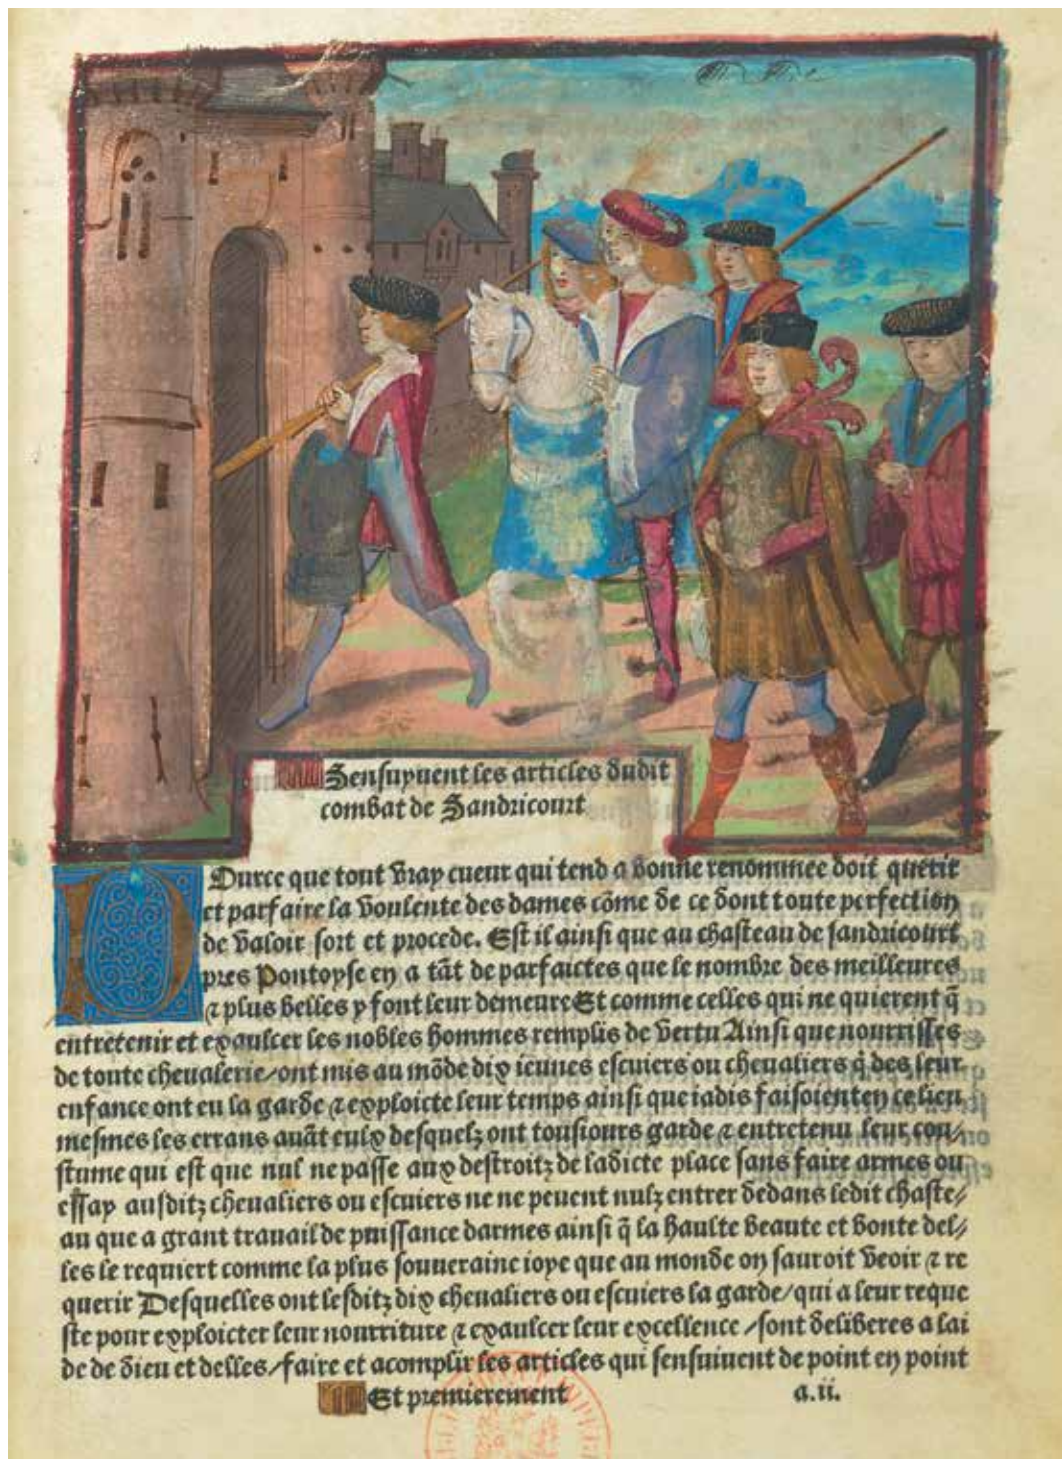 Sensuyuent les articles dudit
combat de Sandricourt
Ource que tout vray cueur qui tend a bonne renommee doit querir
et parfaire la voulente des dames cõme de ce dont toute perfection
de valoir sort et procede. Est il ainsi que au chasteau de sandricourt
pres Pontoyse en a tãt de parfaictes que le nombre des meilleures
⁊ plus belles y font leur demeure Et comme celles qui ne quierent q̃
entretenir et exaulcer les nobles hommes remplis de vertu Ainsi que nourrisses
de toute cheualerie/ont mis au mõde dix ieunes escuiers ou cheualiers q̃ des leur
enfance ont eu la garde ⁊ exploicte leur temps ainsi que iadis faisoient en ce lieu
mesmes les errans auãt eulx desquelz ont tousiours garde ⁊ entretenu leur cou/
stume qui est que nul ne passe aux destroitz de ladicte place sans faire armes ou
essay ausditz cheualiers ou escuiers ne ne peuent nulz entrer dedans ledit chaste/
au que a grant trauail de puissance darmes ainsi q̃ la haulte beaute et bonte del/
les le requiert comme la plus souueraine ioye que au monde on sauroit veoir ⁊ re
querir Desquelles ont lesditz dix cheualiers ou escuiers la garde/qui a leur reque
ste pour exploicter leur nourriture ⁊ exaulcer leur excellence/sont deliberes a lai
de de dieu et delles/faire et acomplir les articles qui sensuiuent de point en point
Et premierement a.ii.